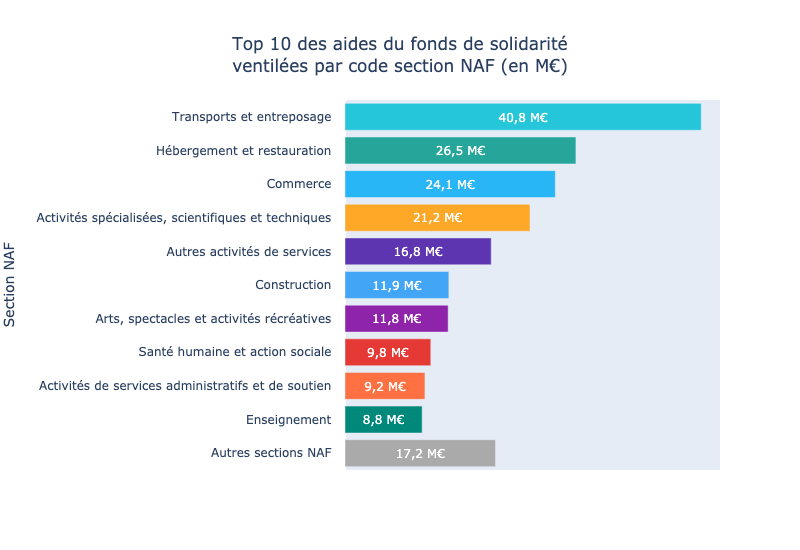 Top 10 des aides du fonds de solidarité
ventilées par code section NAF (en M€)
Section NAF
Transports et entreposage 40,8 M€
Hébergement et restauration 26,5 M€
Commerce 24,1 M€
Activités spécialisées, scientifiques et techniques 21,2 M€
Autres activités de services 16,8 M€
Construction 11,9 M€
Arts, spectacles et activités récréatives 11,8 M€
Santé humaine et action sociale 9,8 M€
Activités de services administratifs et de soutien 9,2 M€
Enseignement 8,8 M€
Autres sections NAF 17,2 M€